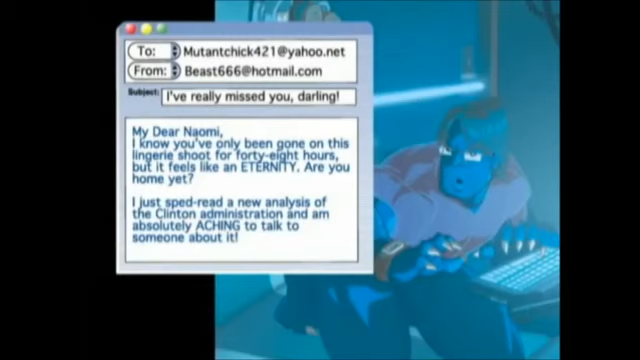 To: Mutantchick421@yahoo.net
From: Beast666@hotmail.com
Subject: I've really missed you, darling!
My Dear Naomi,
I know you've only been gone on this
lingerie shoot for forty-eight hours,
but it feels like an ETERNITY. Are you
home yet?
I just sped-read a new analysis of
the Clinton administration and am
absolutely ACHING to talk to
someone about it!